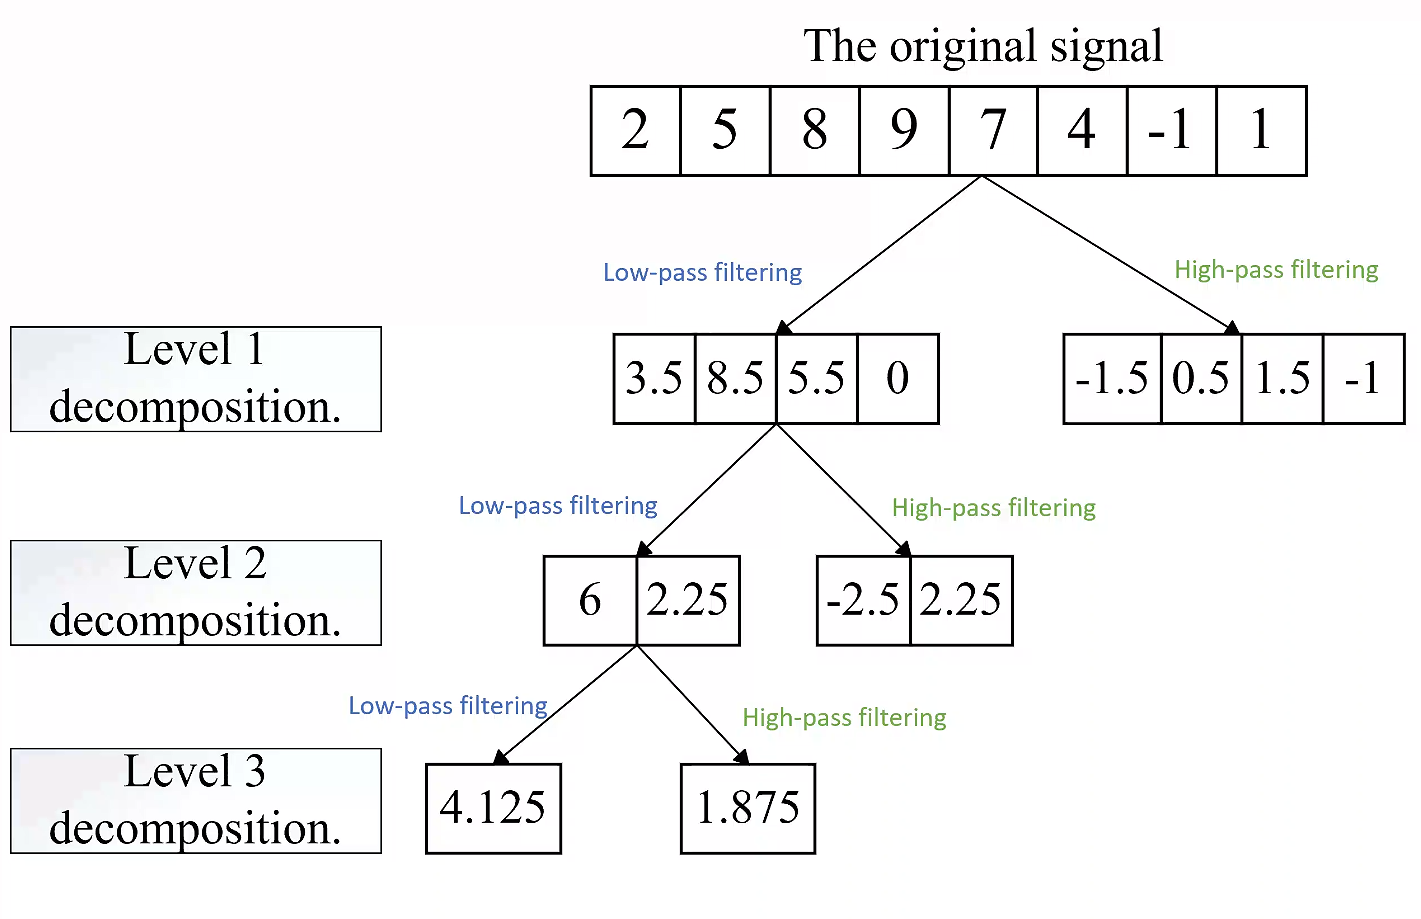 The original signal
2 5 8 9 7 4 -1 1
Low-pass filtering
High-pass filtering
Level 1
decomposition.
3.5 8.5 5.5 0
-1.5 0.5 1.5 -1
Low-pass filtering
High-pass filtering
Level 2
decomposition.
6 2.25
-2.5 2.25
Low-pass filtering
High-pass filtering
Level 3
decomposition.
4.125
1.875